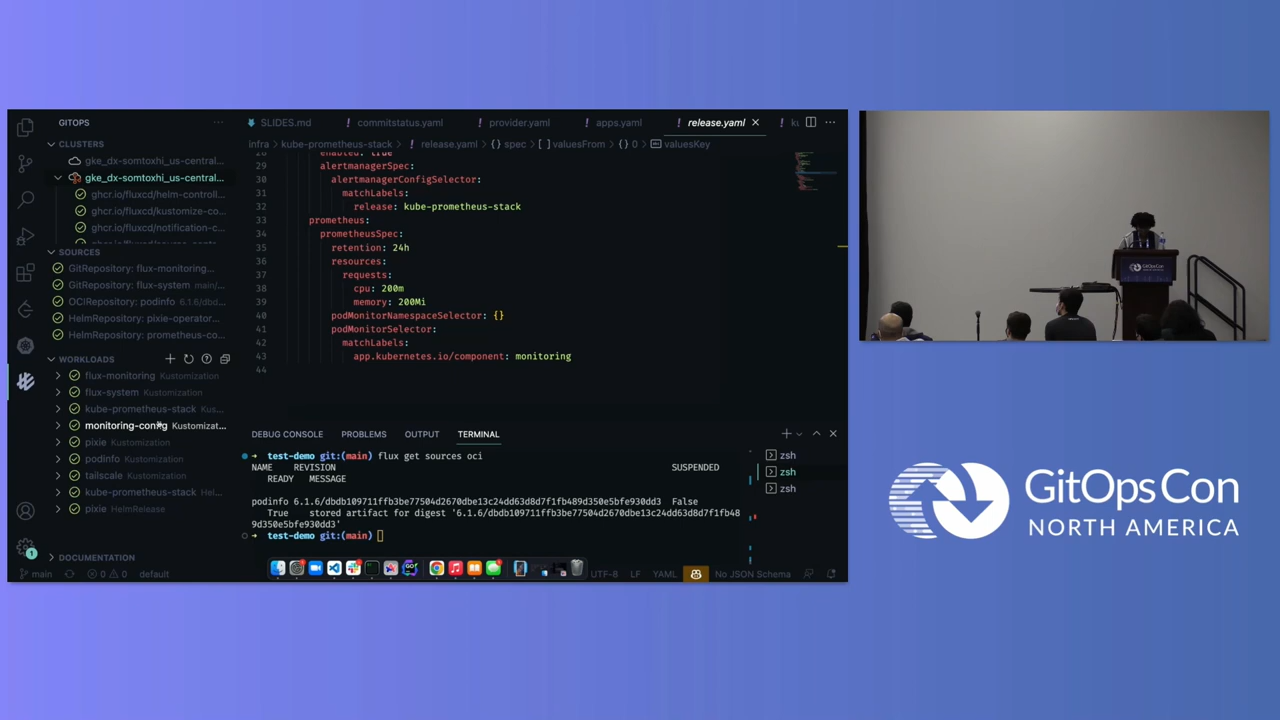 GITOPS
CLUSTERS
gke_dx-somtoxhi_us-central...
gke_dx-somtoxhi_us-central...
ghcr.io/fluxcd/helm-controll...
ghcr.io/fluxcd/kustomize-co...
ghcr.io/fluxcd/notification-c...
SOURCES
GitRepository: flux-monitoring...
GitRepository: flux-system main/...
OCIRepository: podinfo 6.1.6/dbd...
HelmRepository: pixie-operator...
HelmRepository: prometheus-co...
WORKLOADS
flux-monitoring Kustomization
flux-system Kustomization
kube-prometheus-stack Kus...
monitoring-config Kustomizat...
pixie Kustomization
podinfo Kustomization
tailscale Kustomization
kube-prometheus-stack Hel...
pixie HelmRelease
DOCUMENTATION
main 0 0 default
SLIDES.md commitstatus.yaml provider.yaml apps.yaml release.yaml
infra > kube-prometheus-stack > release.yaml > {} spec > [ ] valuesFrom > {} 0 > valuesKey
28 enabled: true
29 alertmanagerSpec:
30 alertmanagerConfigSelector:
31 matchLabels:
32 release: kube-prometheus-stack
33 prometheus:
34 prometheusSpec:
35 retention: 24h
36 resources:
37 requests:
38 cpu: 200m
39 memory: 200Mi
40 podMonitorNamespaceSelector: {}
41 podMonitorSelector:
42 matchLabels:
43 app.kubernetes.io/component: monitoring
44
DEBUG CONSOLE PROBLEMS OUTPUT TERMINAL
→ test-demo git:(main) flux get sources oci
NAME REVISION SUSPENDED
READY MESSAGE
podinfo 6.1.6/dbdb109711ffb3be77504d2670dbe13c24dd63d8d7f1fb489d350e5bfe930dd3 False
True stored artifact for digest '6.1.6/dbdb109711ffb3be77504d2670dbe13c24dd63d8d7f1fb48
9d350e5bfe930dd3'
→ test-demo git:(main)
zsh
zsh
zsh
UTF-8 LF YAML No JSON Schema
GitOpsCon
GitOpsCon
NORTH AMERICA